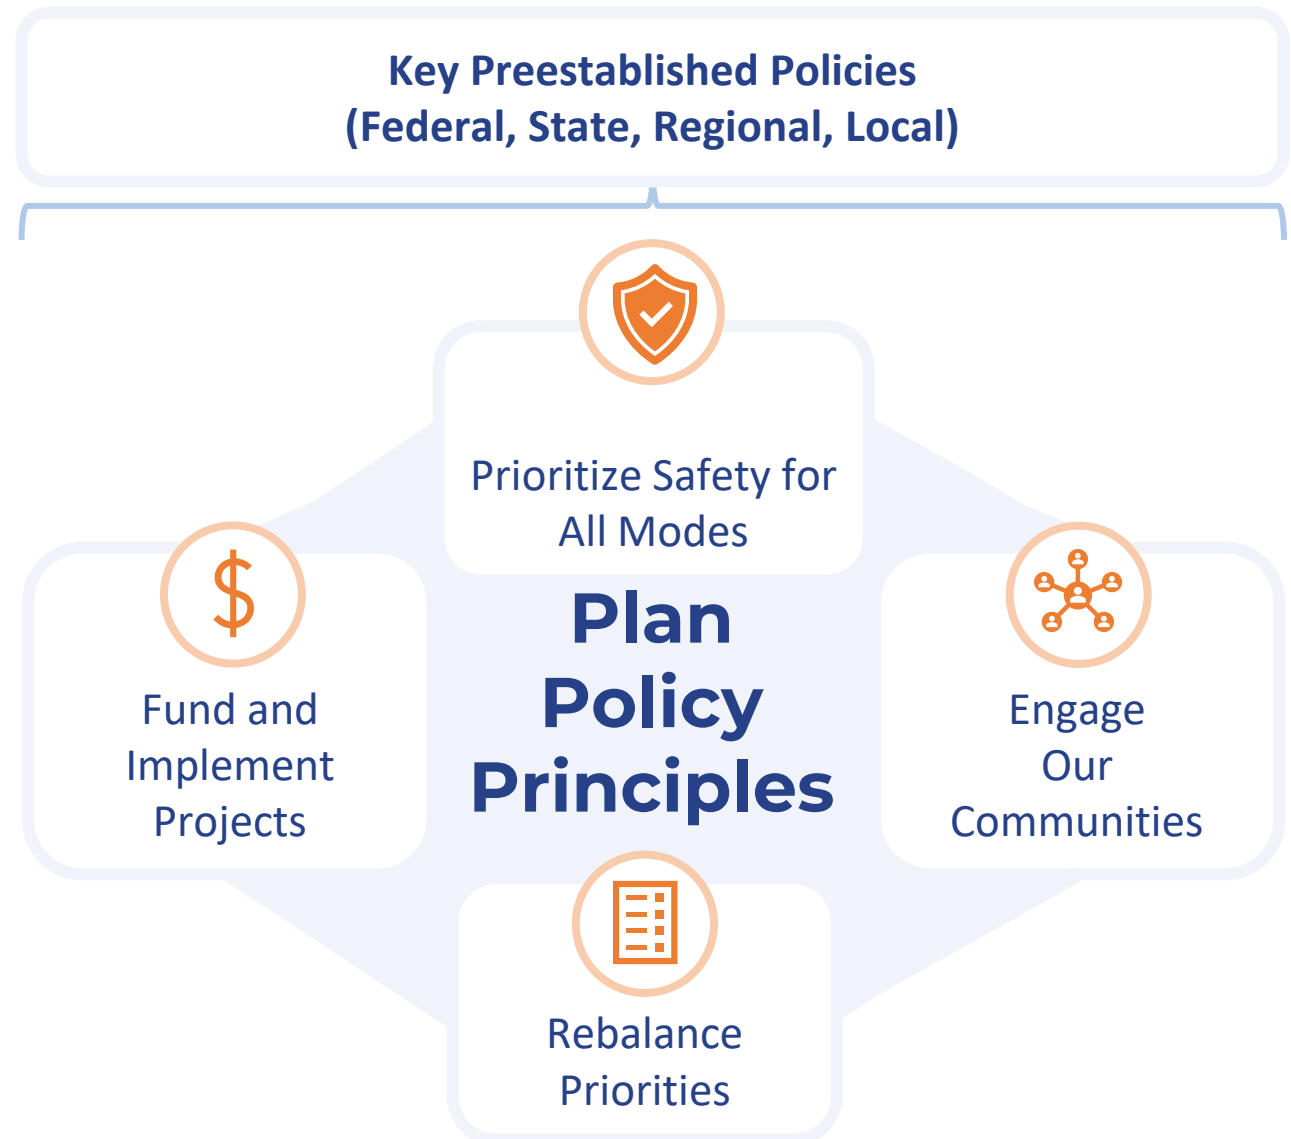 Key Preestablished Policies
(Federal, State, Regional, Local)
Prioritize Safety for
All Modes
Fund and
Implement
Projects
Plan
Policy
Principles
Engage
Our
Communities
Rebalance
Priorities